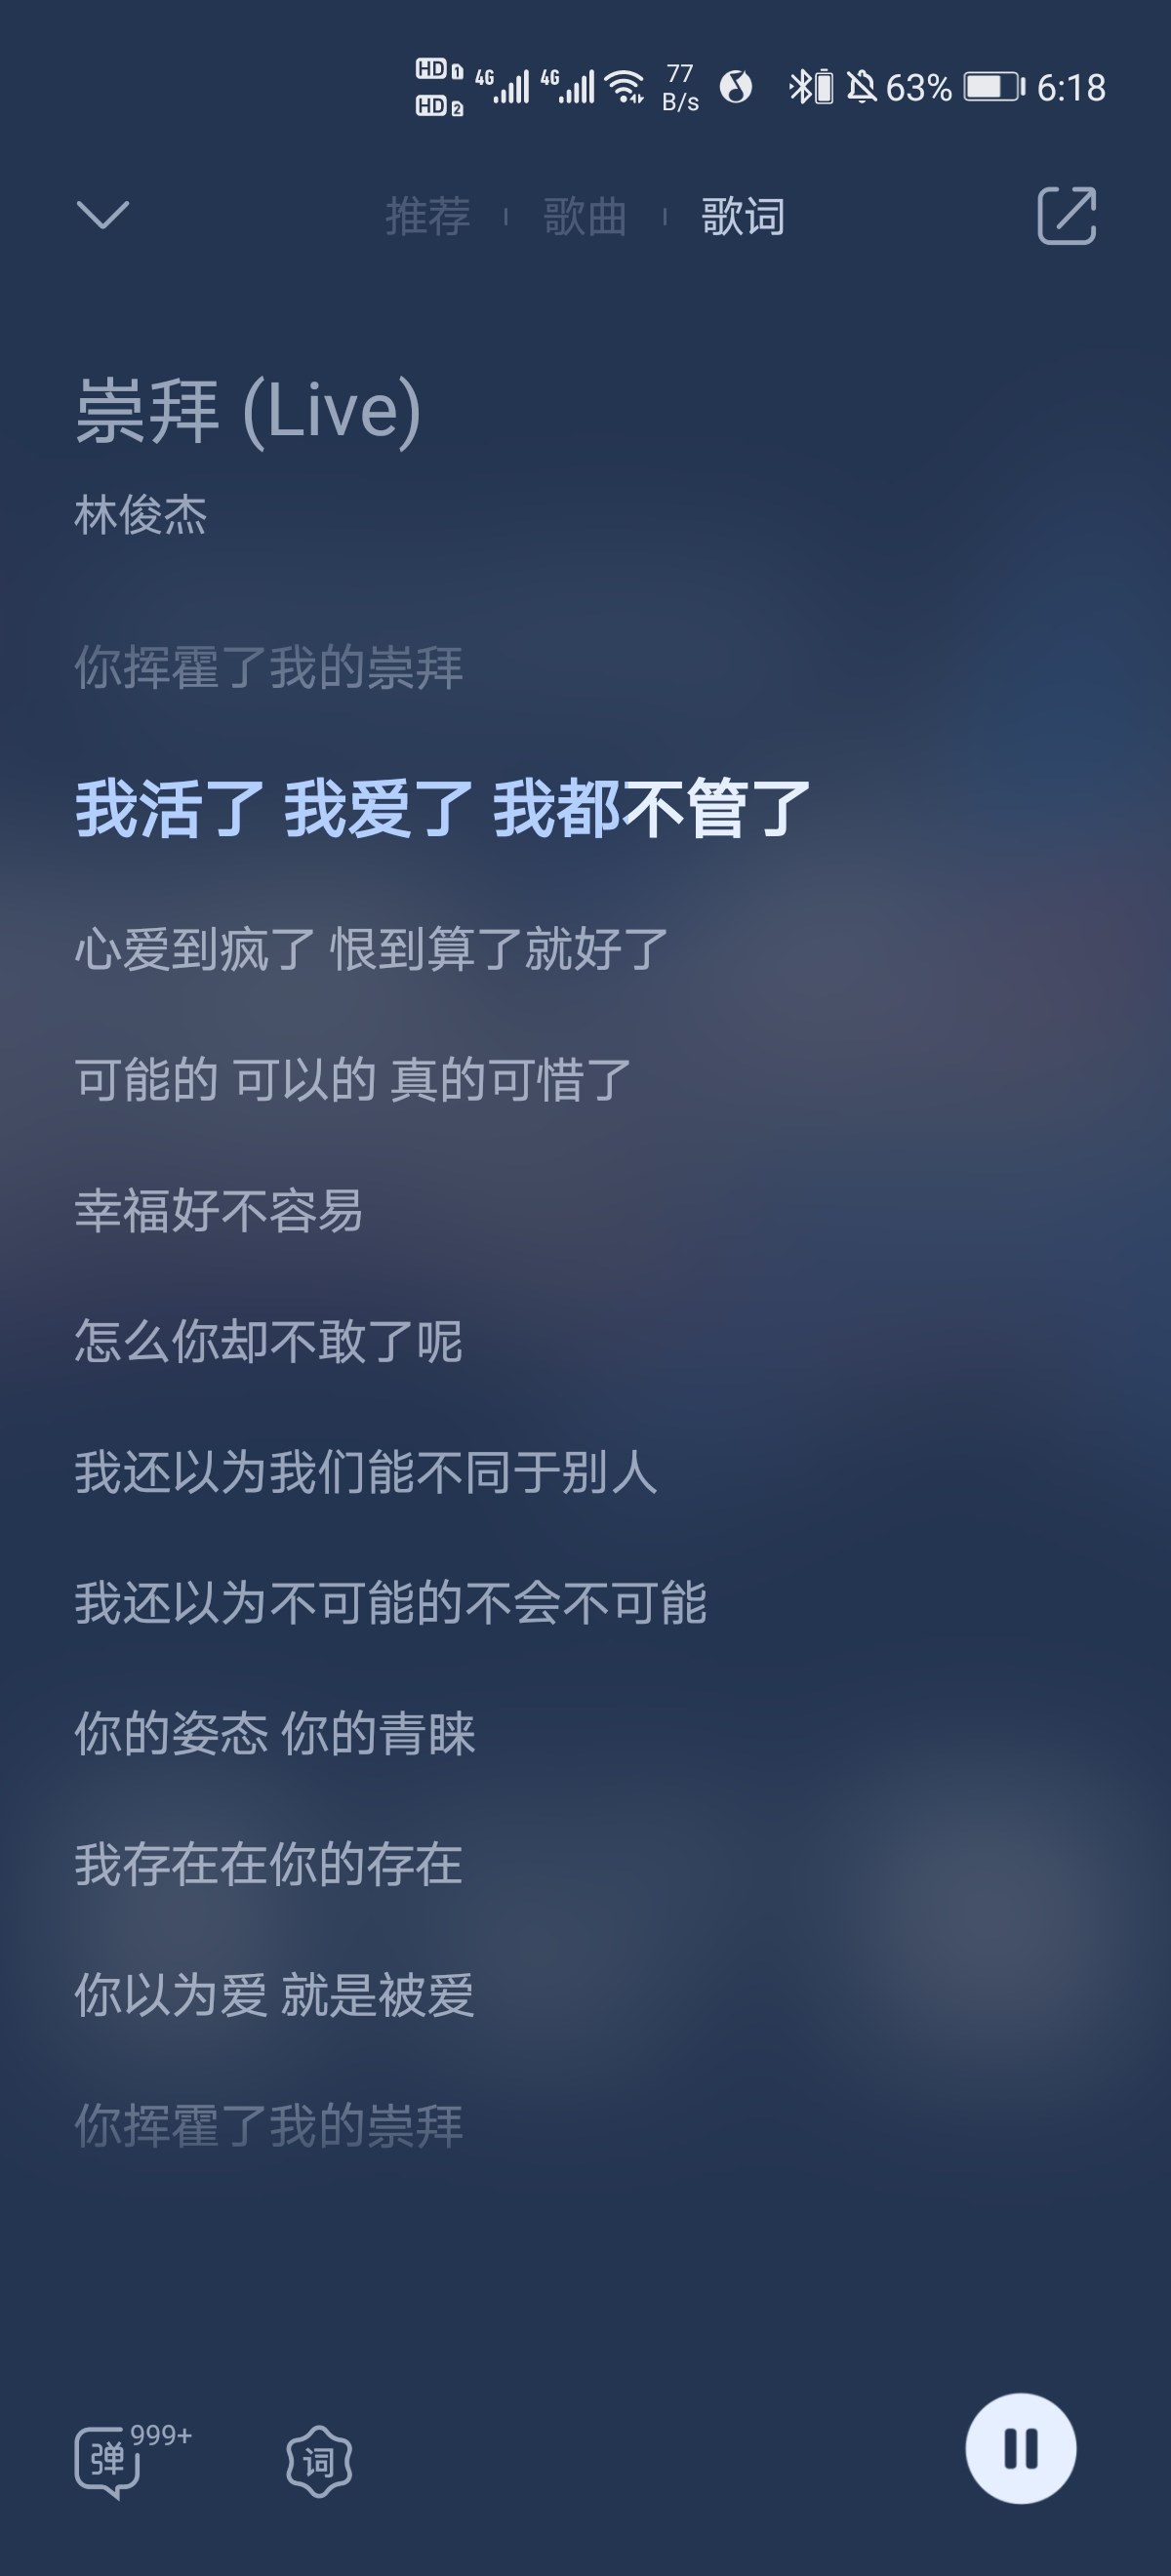 HD 1 4G 4G 77 63% 6:18
HD 2 B/s
推荐 歌曲 歌词
崇拜 (Live)
林俊杰
你挥霍了我的崇拜
我活了 我爱了 我都不管了
心爱到疯了 恨到算了就好了
可能的 可以的 真的可惜了
幸福好不容易
怎么你却不敢了呢
我还以为我们能不同于别人
我还以为不可能的不会不可能
你的姿态 你的青睐
我存在在你的存在
你以为爱 就是被爱
你挥霍了我的崇拜
弹 999+ 词